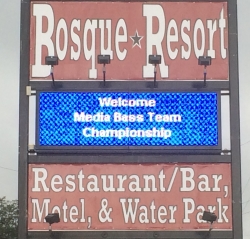 Bosque ★ Resort
Welcome
Media Bass Team
Championship
Restaurant/Bar,
Motel, & Water Park